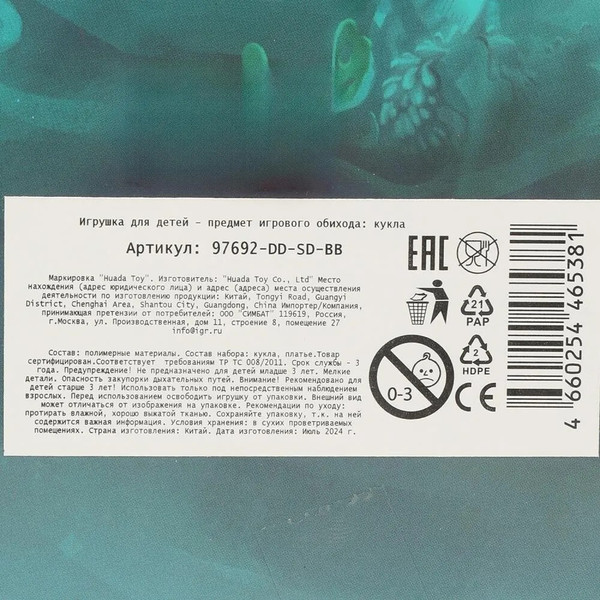 Игрушка для детей - предмет игрового обихода: кукла
Артикул: 97692-DD-SD-BB
Маркировка "Huada Toy". Изготовитель: "Huada Toy Co., Ltd" Место
нахождения (адрес юридического лица) и адрес (адреса) места осуществления
деятельности по изготовлению продукции: Китай, Tongyi Road, Guangyi
District, Chenghai Area, Shantou City, Guangdong, China Импортер/Компания,
принимающая претензии от потребителей: ООО "СИМБАТ" 119619, Россия,
г.Москва, ул. Производственная, дом 11, строение 8, помещение 27
info@igr.ru
Состав: полимерные материалы. Состав набора: кукла, платье.Товар
сертифицирован.Соответствует требованиям ТР ТС 008/2011. Срок службы - 3
года. Предупреждение! Не предназначено для детей младше 3 лет. Мелкие
детали. Опасность закупорки дыхательных путей. Внимание! Рекомендовано для
детей старше 3 лет! Использовать только под непосредственным наблюдением
взрослых. Перед использованием освободить игрушку от упаковки. Внешний вид
может отличаться от изображения на упаковке. Рекомендации по уходу:
протирать влажной, хорошо выжатой тканью. Сохраняйте упаковку, т.к. на ней
содержится важная информация. Условия хранения: в сухих проветриваемых
помещениях. Страна изготовления: Китай. Дата изготовления: Июль 2024 г.
EAC
21
PAP
2
HDPE
0-3
CE
4 660254 465381